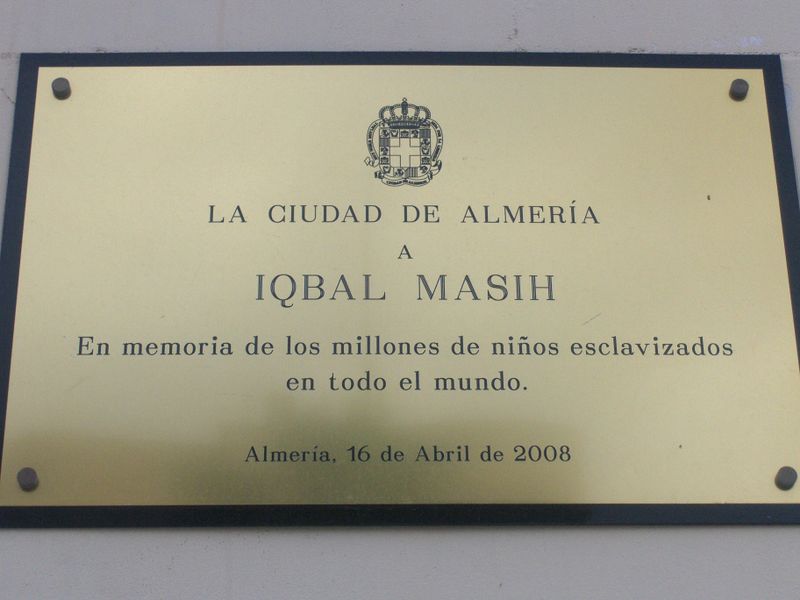 LA CIUDAD DE ALMERÍA
A
IQBAL MASIH
En memoria de los millones de niños esclavizados
en todo el mundo.
Almería, 16 de Abril de 2008